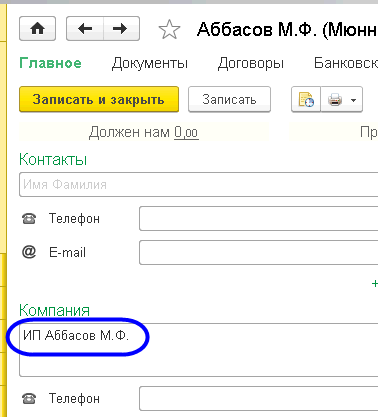 Аббасов М.Ф. (Мюнн
Главное Документы Договоры Банковск
Записать и закрыть Записать
Должен нам 0,00 Пр
Контакты
Имя Фамилия
Телефон
E-mail
Компания
ИП Аббасов М.Ф.
Телефон